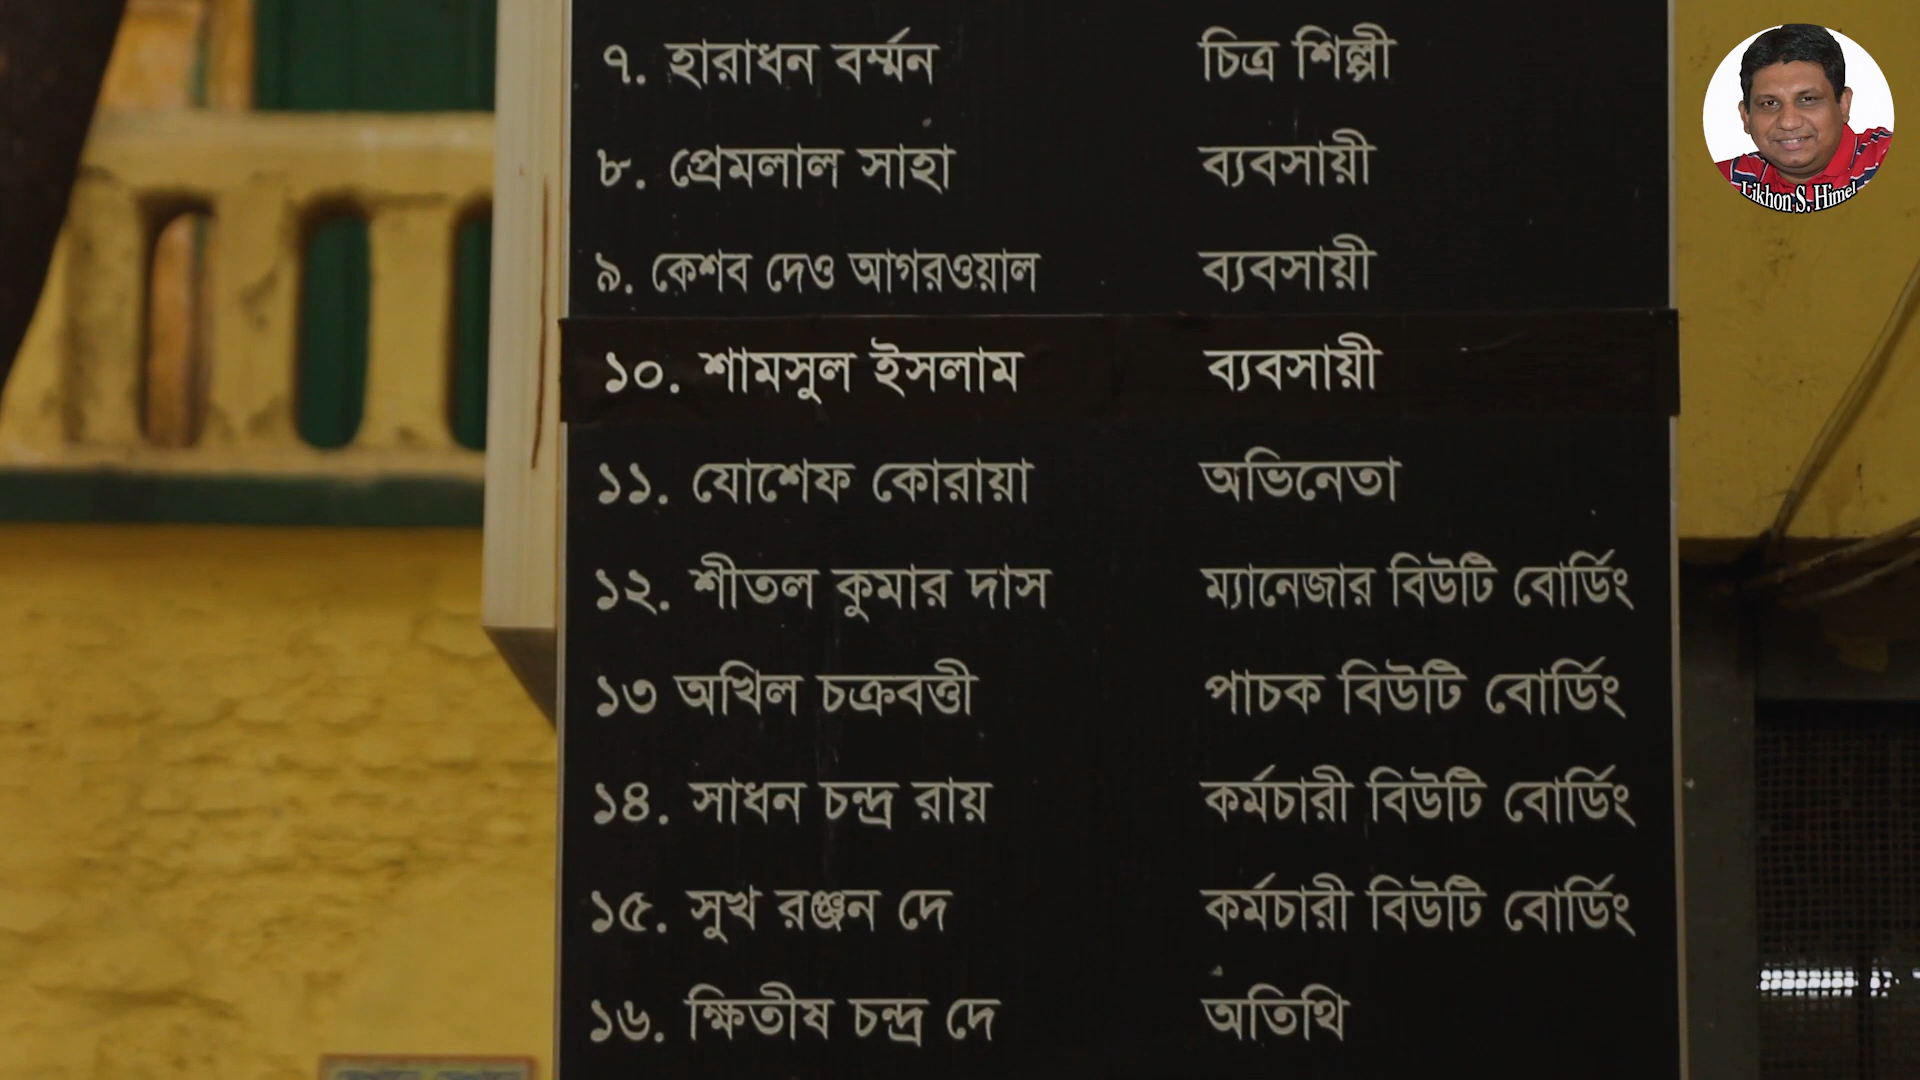 ৭. হারাধন বর্ম্মন চিত্র শিল্পী
৮. প্রেমলাল সাহা ব্যবসায়ী
৯. কেশব দেও আগরওয়াল ব্যবসায়ী
১০. শামসুল ইসলাম ব্যবসায়ী
১১. যোশেফ কোরায়া অভিনেতা
১২. শীতল কুমার দাস ম্যানেজার বিউটি বোর্ডিং
১৩ অখিল চক্রবর্ত্তী পাচক বিউটি বোর্ডিং
১৪. সাধন চন্দ্র রায় কর্মচারী বিউটি বোর্ডিং
১৫. সুখ রঞ্জন দে কর্মচারী বিউটি বোর্ডিং
১৬. ক্ষিতীষ চন্দ্র দে অতিথি
Likhon S. Himel